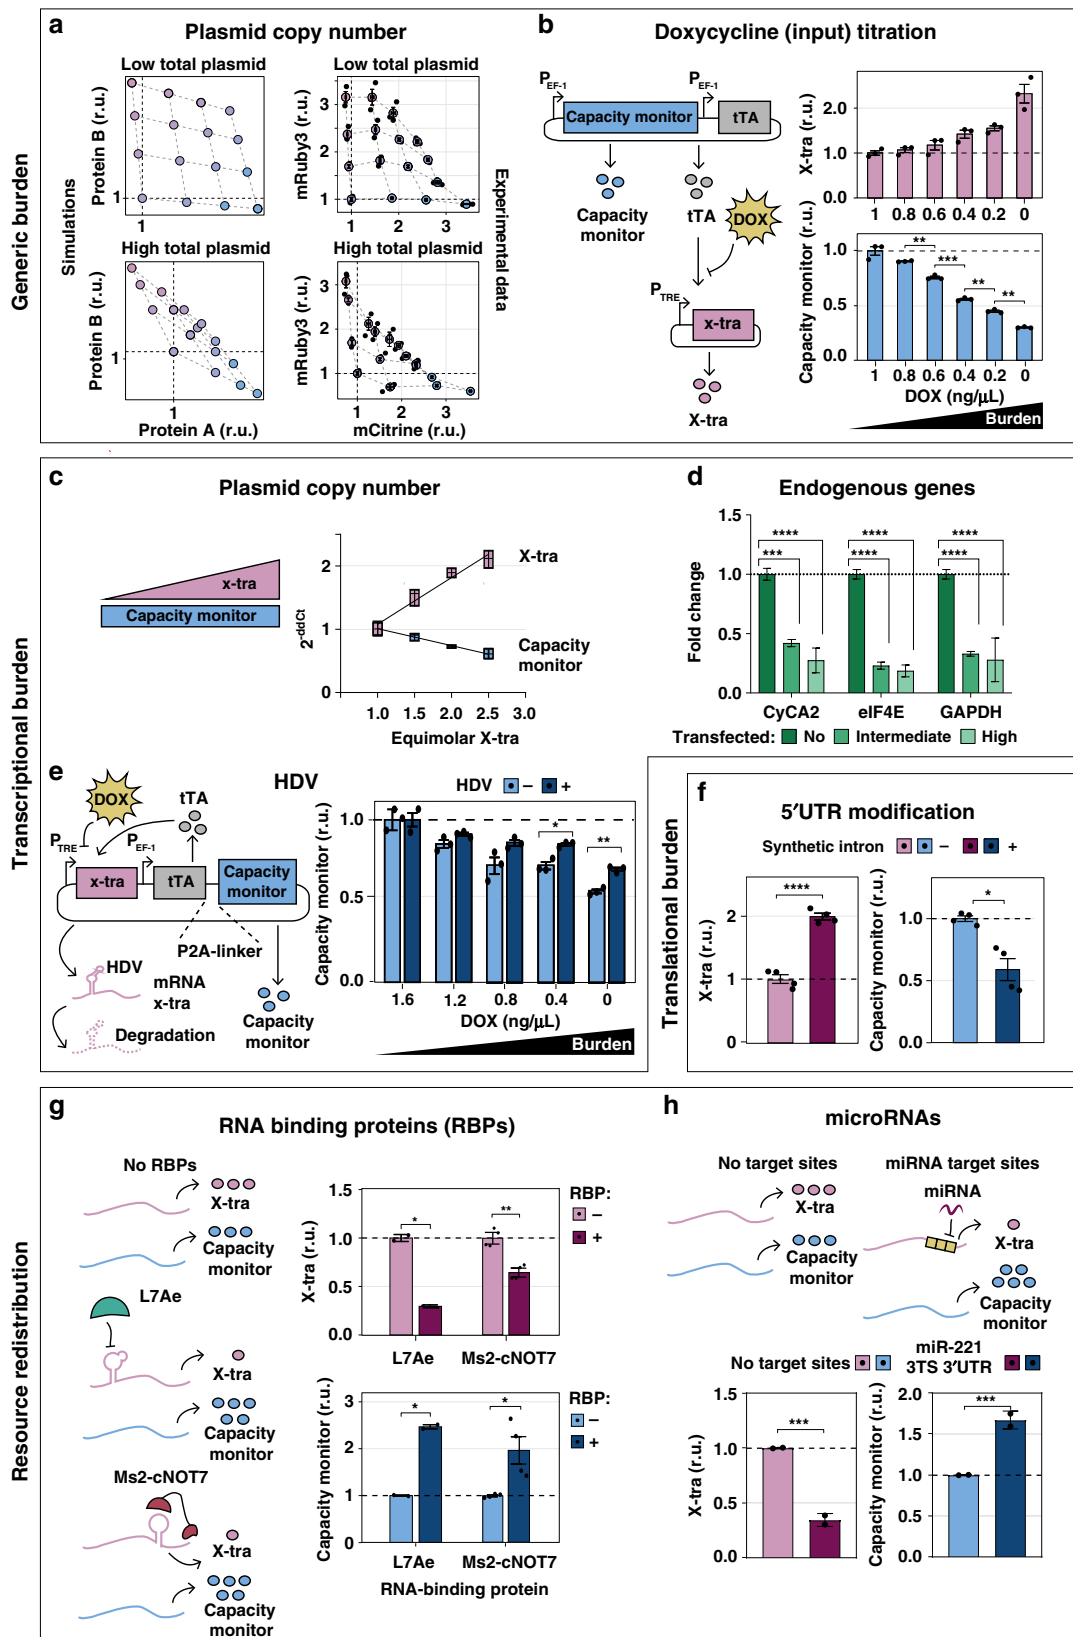 Generic burden
a
Plasmid copy number
Low total plasmid
Low total plasmid
Protein B (r.u.)
1
1
mRuby3 (r.u.)
3
2
1
1
2
3
Simulations
Experimental data
High total plasmid
High total plasmid
Protein B (r.u.)
1
1
Protein A (r.u.)
mRuby3 (r.u.)
3
2
1
0
1
2
3
mCitrine (r.u.)
b
Doxycycline (input) titration
PEF-1
PEF-1
Capacity monitor
tTA
Capacity
monitor
tTA
DOX
PTRE
x-tra
X-tra
X-tra (r.u.)
2.0
1.0
0.0
1 0.8 0.6 0.4 0.2 0
Capacity monitor (r.u.)
1.0
0.5
0.0
** *** ** **
1 0.8 0.6 0.4 0.2 0
DOX (ng/μL)
Burden
Transcriptional burden
c
Plasmid copy number
x-tra
Capacity monitor
2-ddCt
2
1
0
X-tra
Capacity
monitor
1.0 1.5 2.0 2.5 3.0
Equimolar X-tra
d
Endogenous genes
Fold change
1.5
1.0
0.5
0.0
**** **** ****
*** **** ****
CyCA2 eIF4E GAPDH
Transfected: No Intermediate High
e
HDV
DOX
tTA
PTRE
PEF-1
x-tra
tTA
Capacity
monitor
P2A-linker
HDV
mRNA
x-tra
Degradation
Capacity
monitor
HDV − +
Capacity monitor (r.u.)
1.0
0.5
0.0
*
**
1.6 1.2 0.8 0.4 0
DOX (ng/μL)
Burden
Translational burden
f
5′UTR modification
Synthetic intron − +
X-tra (r.u.)
2
1
0
****
Capacity monitor (r.u.)
1.0
0.5
0.0
*
Resource redistribution
g
RNA binding proteins (RBPs)
No RBPs
X-tra
Capacity
monitor
L7Ae
X-tra
Capacity
monitor
Ms2-cNOT7
X-tra
Capacity
monitor
X-tra (r.u.)
1.5
1.0
0.5
0.0
*
**
L7Ae Ms2-cNOT7
RBP:
−
+
Capacity monitor (r.u.)
3
2
1
0
*
*
L7Ae Ms2-cNOT7
RNA-binding protein
RBP:
−
+
h
microRNAs
No target sites
X-tra
Capacity
monitor
miRNA target sites
miRNA
X-tra
Capacity
monitor
No target sites
miR-221
3TS 3′UTR
X-tra (r.u.)
1.5
1.0
0.5
0.0
***
Capacity monitor (r.u.)
2.0
1.5
1.0
0.5
0.0
***